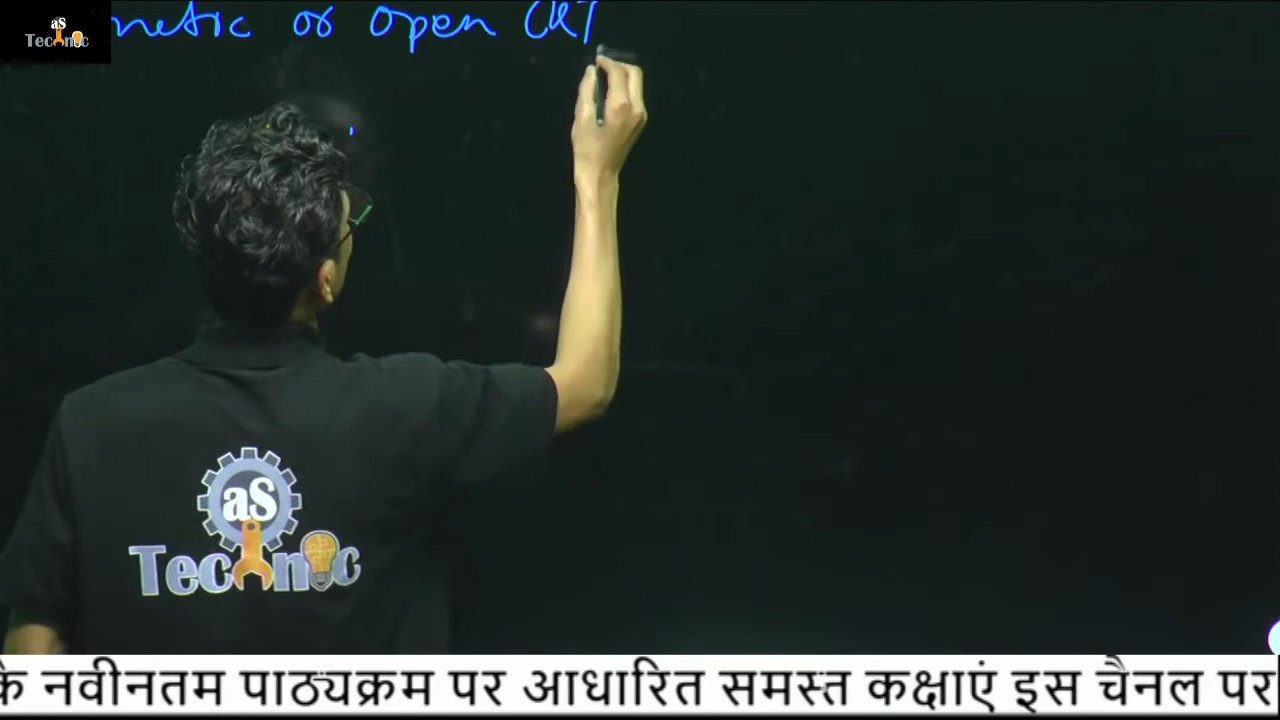 aS
Tecnic
netic or open CKT
aS
Tecnic
के नवीनतम पाठ्यक्रम पर आधारित समस्त कक्षाएं इस चैनल पर